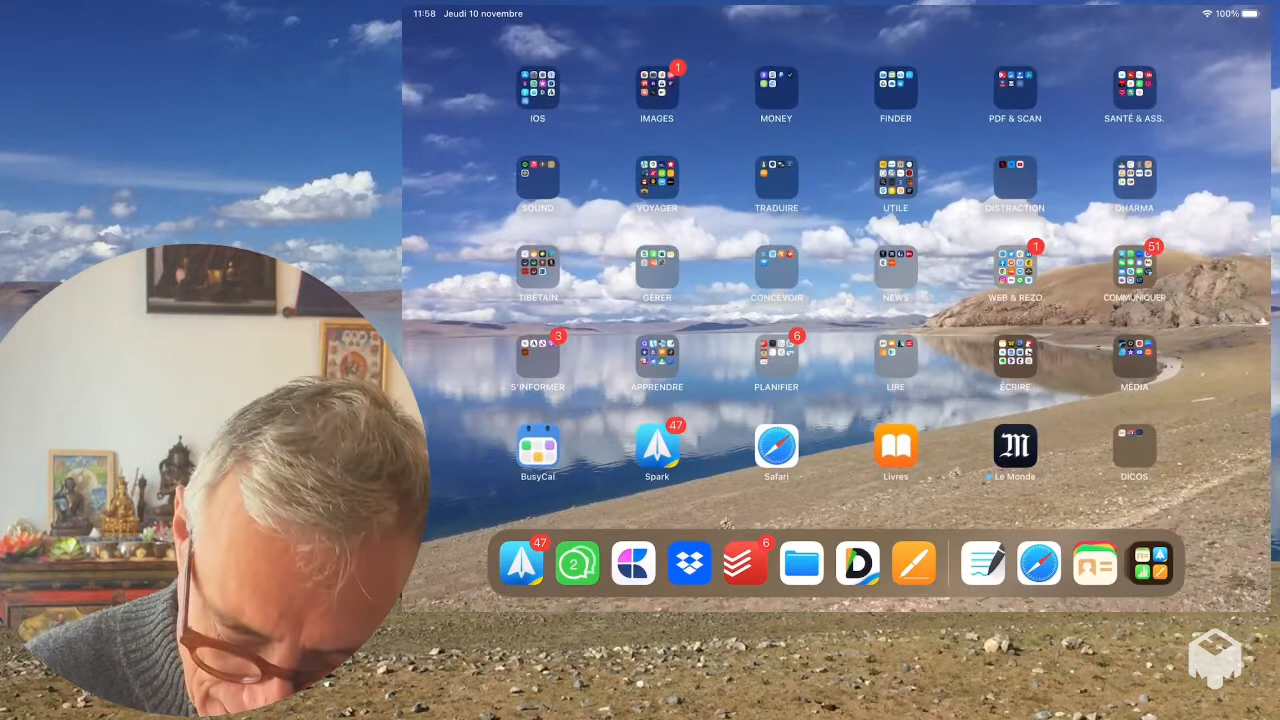 11:58 Jeudi 10 novembre 100%
1
IOS IMAGES MONEY FINDER PDF & SCAN SANTÉ & ASS.
SOUND VOYAGER TRADUIRE UTILE DISTRACTION DHARMA
1 51
TIBÉTAIN GÉRER CONCEVOIR NEWS WEB & REZO COMMUNIQUER
3 6
S'INFORMER APPRENDRE PLANIFIER LIRE ÉCRIRE MÉDIA
47
BusyCal Spark Safari Livres Le Monde DICOS
47 2 6